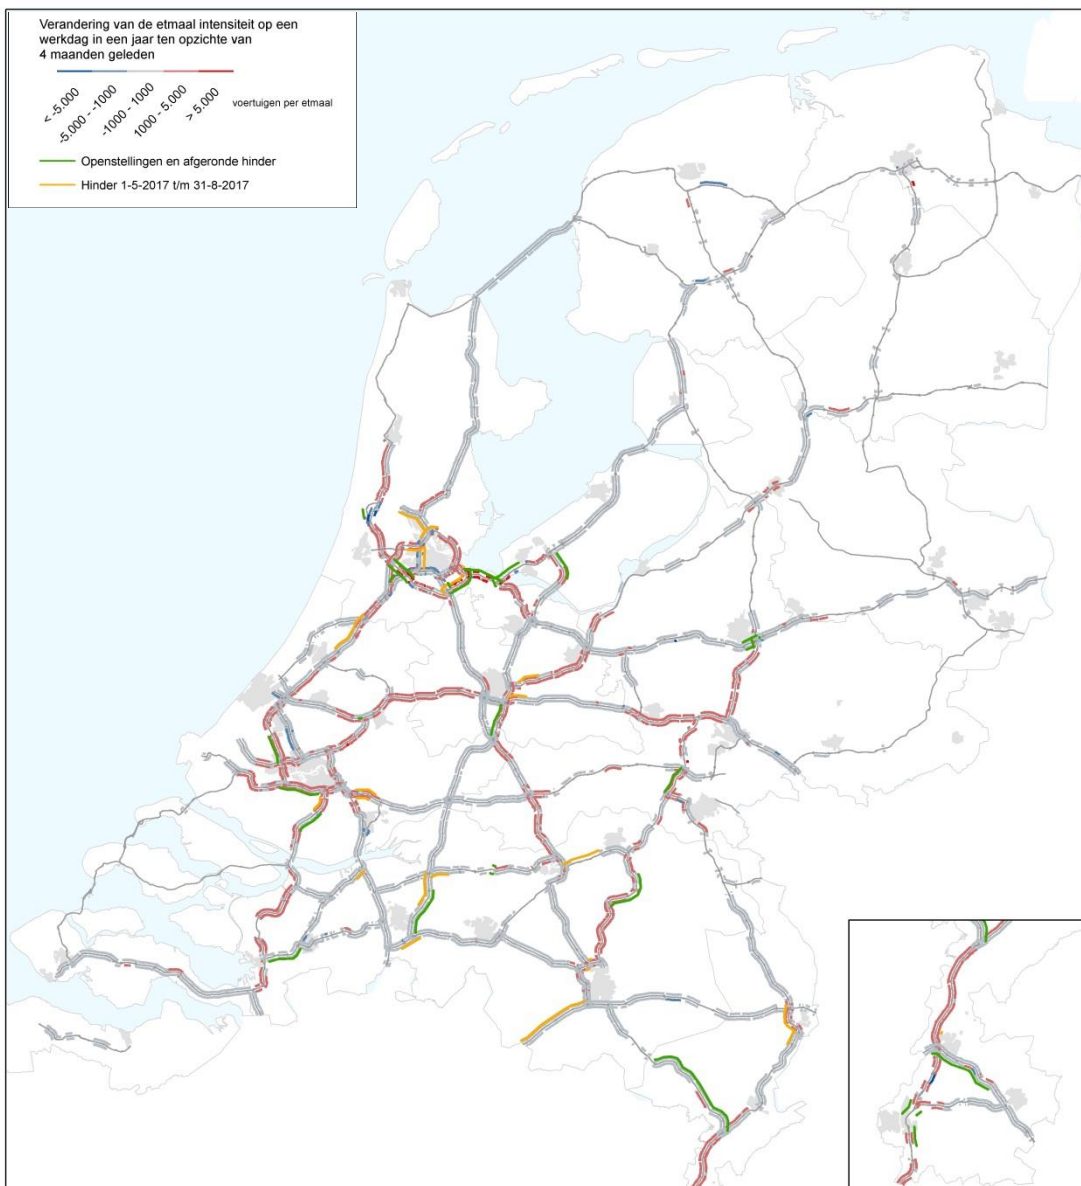 Verandering van de etmaal intensiteit op een
werkdag in een jaar ten opzichte van
4 maanden geleden
< -5.000
-5.000 - -1000
-1000 - 1000
1000 - 5.000
> 5.000
voertuigen per etmaal
Openstellingen en afgeronde hinder
Hinder 1-5-2017 t/m 31-8-2017